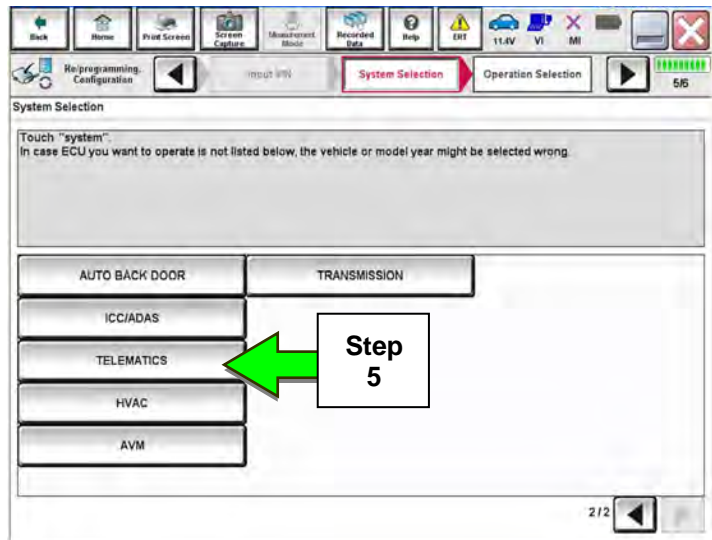 Back Home Print Screen Screen Capture Measurement Mode Recorded Data Help ERT 11.4V VI MI
Re/programming, Configuration Input VIN System Selection Operation Selection 5/6
System Selection
Touch "system".
In case ECU you want to operate is not listed below, the vehicle or model year might be selected wrong.
AUTO BACK DOOR TRANSMISSION
ICC/ADAS
TELEMATICS
HVAC
AVM
Step
5
2/2